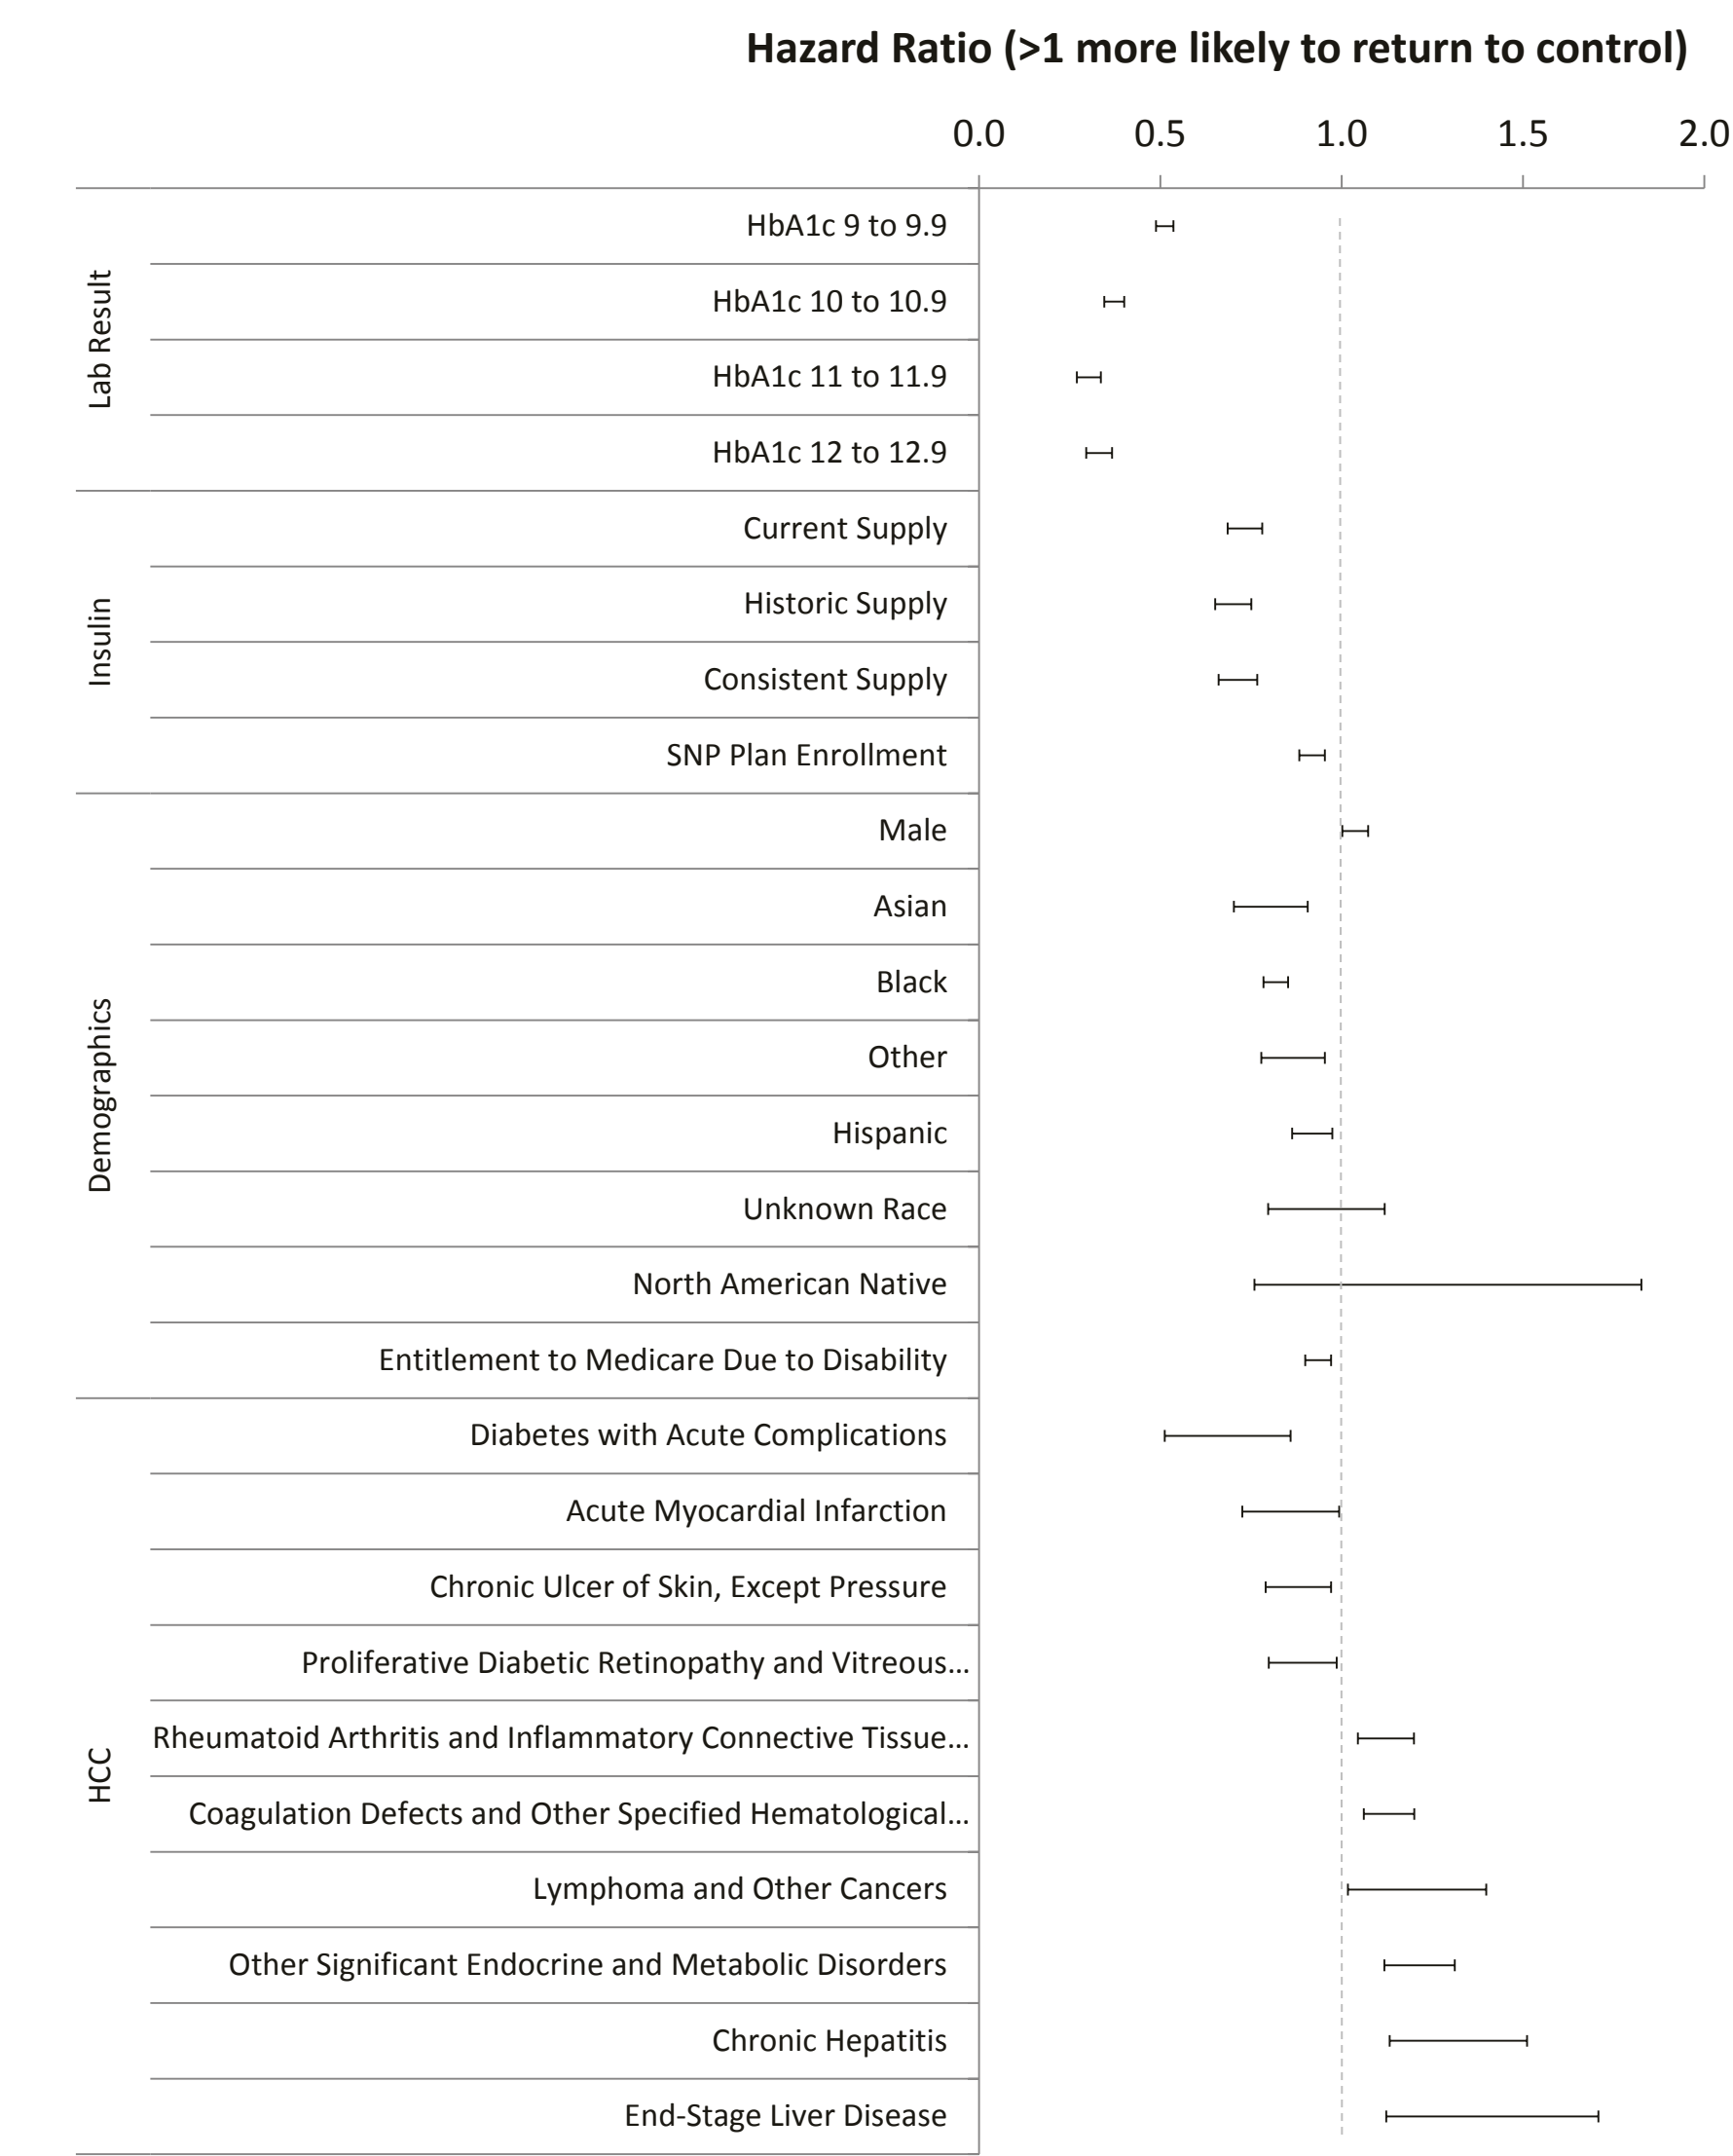 Hazard Ratio (>1 more likely to return to control)
0.0 0.5 1.0 1.5 2.0
Lab Result
HbA1c 9 to 9.9
HbA1c 10 to 10.9
HbA1c 11 to 11.9
HbA1c 12 to 12.9
Insulin
Current Supply
Historic Supply
Consistent Supply
SNP Plan Enrollment
Demographics
Male
Asian
Black
Other
Hispanic
Unknown Race
North American Native
Entitlement to Medicare Due to Disability
HCC
Diabetes with Acute Complications
Acute Myocardial Infarction
Chronic Ulcer of Skin, Except Pressure
Proliferative Diabetic Retinopathy and Vitreous...
Rheumatoid Arthritis and Inflammatory Connective Tissue...
Coagulation Defects and Other Specified Hematological...
Lymphoma and Other Cancers
Other Significant Endocrine and Metabolic Disorders
Chronic Hepatitis
End-Stage Liver Disease